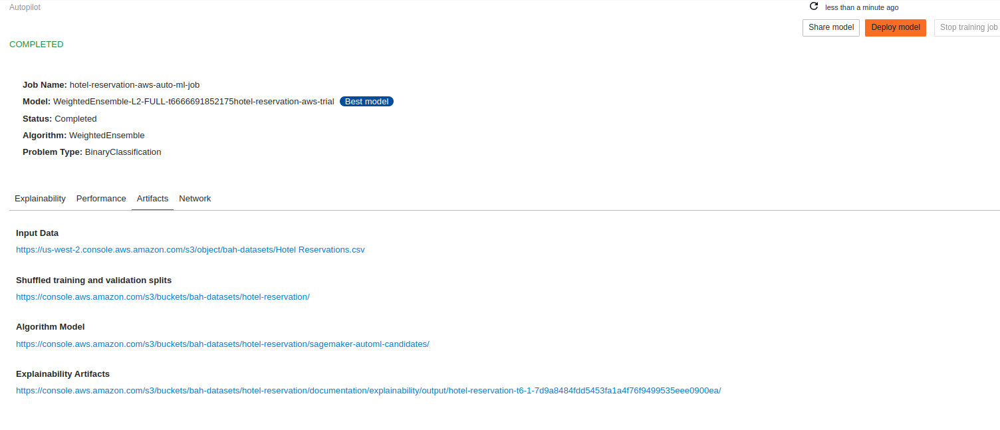 Autopilot
less than a minute ago
Share model
Deploy model
Stop training job
COMPLETED
Job Name: hotel-reservation-aws-auto-ml-job
Model: WeightedEnsemble-L2-FULL-t6666691852175hotel-reservation-aws-trial Best model
Status: Completed
Algorithm: WeightedEnsemble
Problem Type: BinaryClassification
Explainability Performance Artifacts Network
Input Data
https://us-west-2.console.aws.amazon.com/s3/object/bah-datasets/Hotel Reservations.csv
Shuffled training and validation splits
https://console.aws.amazon.com/s3/buckets/bah-datasets/hotel-reservation/
Algorithm Model
https://console.aws.amazon.com/s3/buckets/bah-datasets/hotel-reservation/sagemaker-automl-candidates/
Explainability Artifacts
https://console.aws.amazon.com/s3/buckets/bah-datasets/hotel-reservation/documentation/explainability/output/hotel-reservation-t6-1-7d9a8484fdd5453fa1a4f76f9499535eee0900ea/